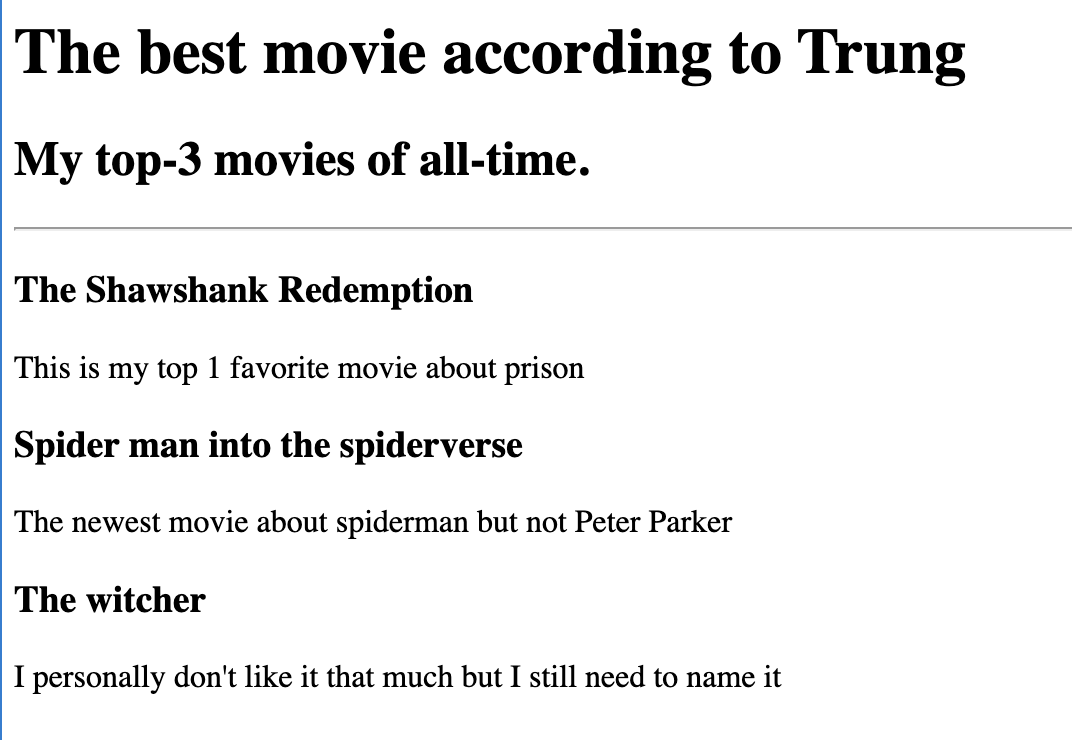 The best movie according to Trung
My top-3 movies of all-time.
The Shawshank Redemption
This is my top 1 favorite movie about prison
Spider man into the spiderverse
The newest movie about spiderman but not Peter Parker
The witcher
I personally don't like it that much but I still need to name it